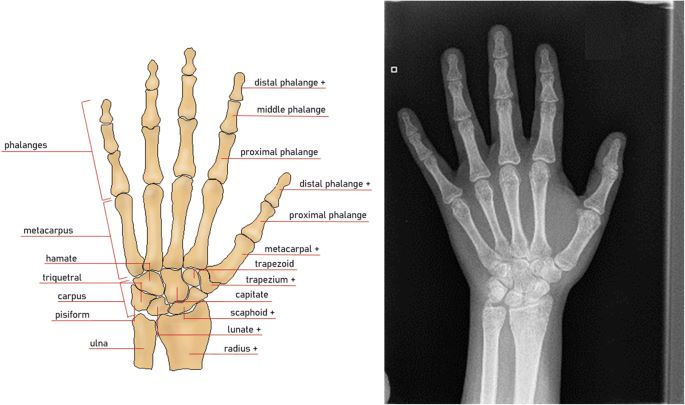 distal phalange +
middle phalange
phalanges
proximal phalange
distal phalange +
proximal phalange
metacarpus
metacarpal +
hamate
trapezoid
triquetral
trapezium +
carpus
capitate
pisiform
scaphoid +
lunate +
ulna
radius +